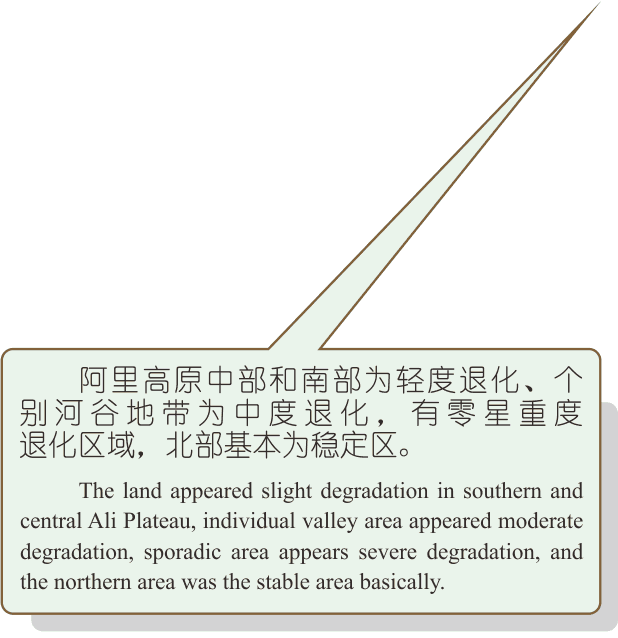 阿里高原中部和南部为轻度退化、个
别河谷地带为中度退化，有零星重度
退化区域，北部基本为稳定区。
The land appeared slight degradation in southern and
central Ali Plateau, individual valley area appeared moderate
degradation, sporadic area appears severe degradation, and
the northern area was the stable area basically.